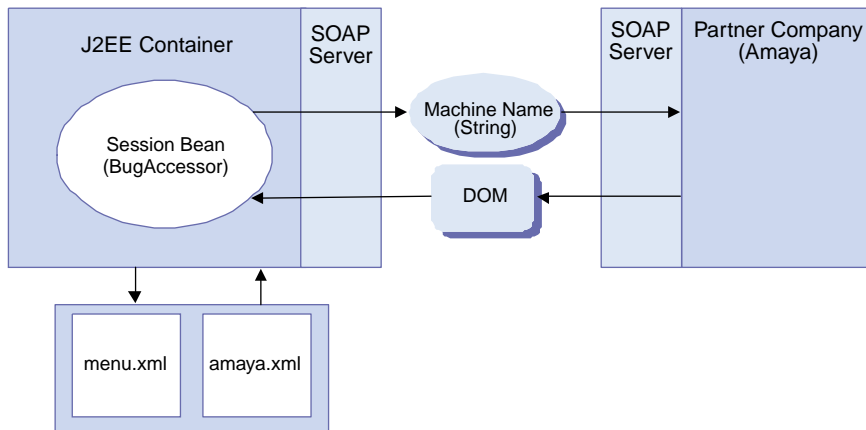 J2EE Container
SOAP
Server
Session Bean
(BugAccessor)
Machine Name
(String)
DOM
SOAP
Server
Partner Company
(Amaya)
menu.xml
amaya.xml